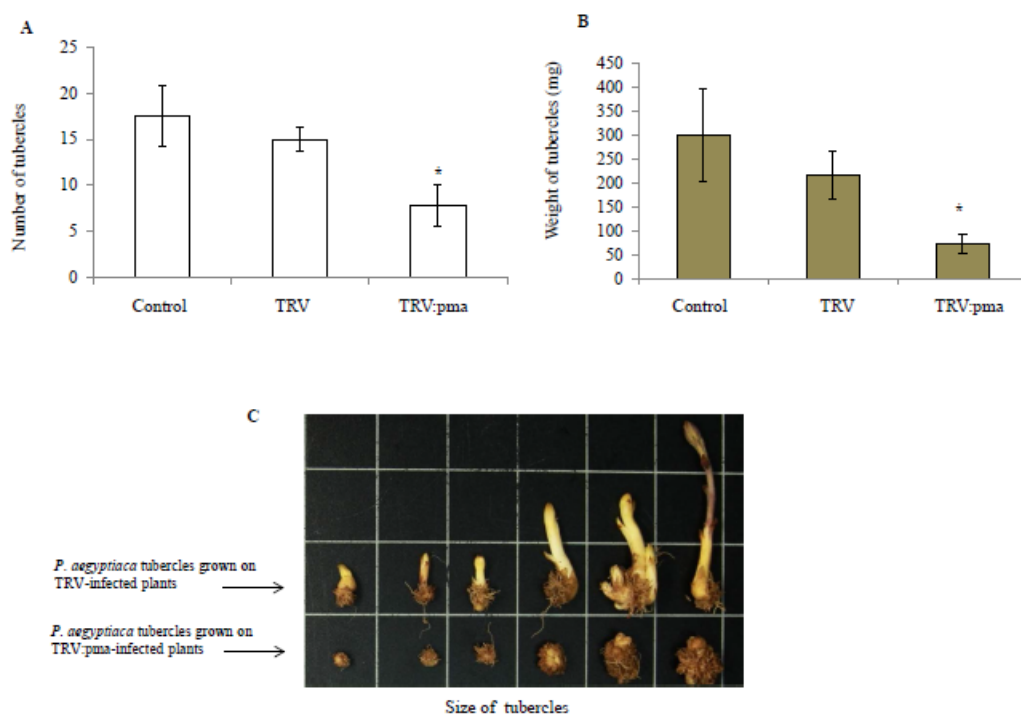 A
25
20
15
10
5
0
Number of tubercles
*
Control TRV TRV:pma
B
450
400
350
300
250
200
150
100
50
0
Weight of tubercles (mg)
*
Control TRV TRV:pma
C
P. aegyptiaca tubercles grown on
TRV-infected plants
P. aegyptiaca tubercles grown on
TRV:pma-infected plants
Size of tubercles